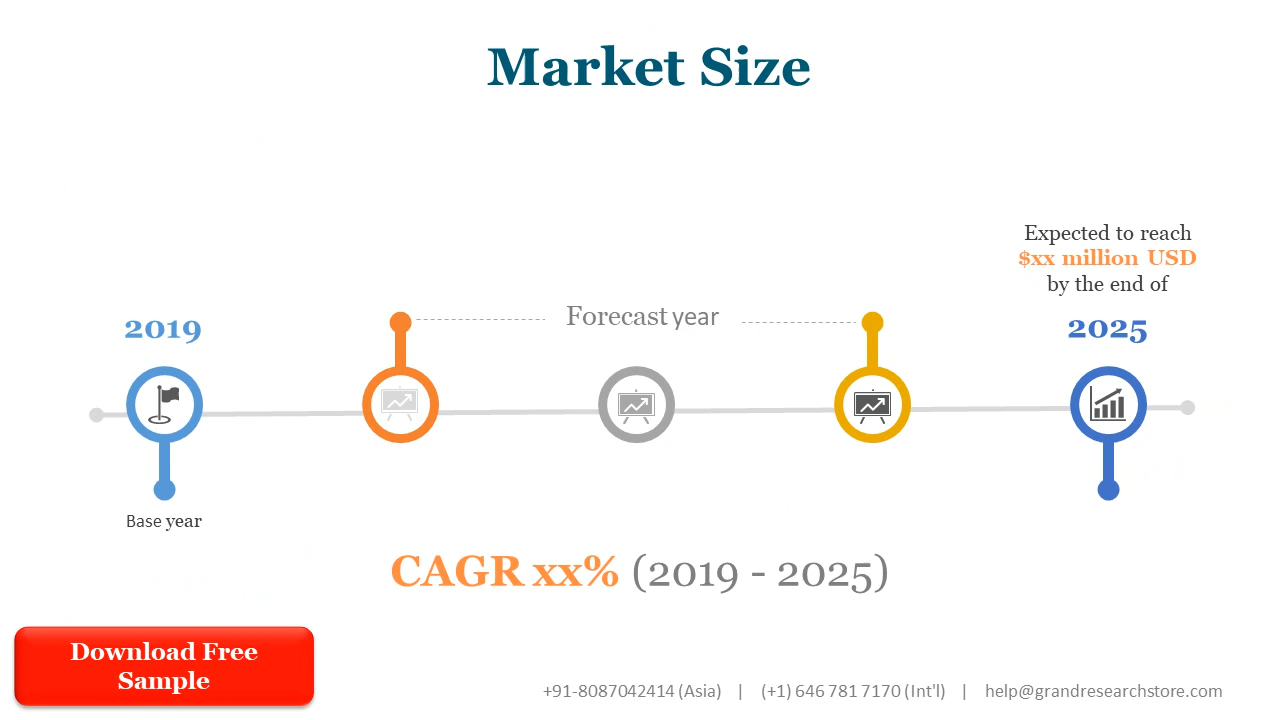 Market Size
Expected to reach
$xx million USD
by the end of
2019
Forecast year
2025
Base year
CAGR xx% (2019 - 2025)
Download Free
Sample
+91-8087042414 (Asia) | (+1) 646 781 7170 (Int'l) | help@grandresearchstore.com